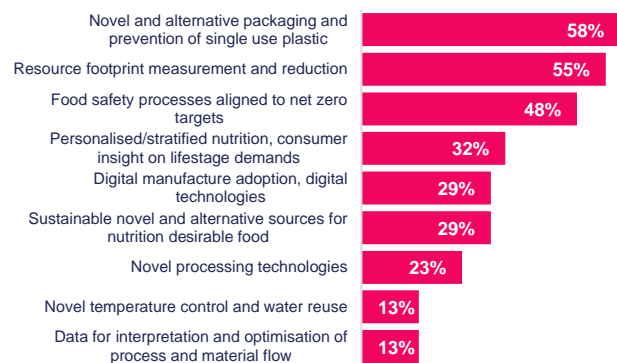 Novel and alternative packaging and
prevention of single use plastic
58%
Resource footprint measurement and reduction
55%
Food safety processes aligned to net zero
targets
48%
Personalised/stratified nutrition, consumer
insight on lifestage demands
32%
Digital manufacture adoption, digital
technologies
29%
Sustainable novel and alternative sources for
nutrition desirable food
29%
Novel processing technologies
23%
Novel temperature control and water reuse
13%
Data for interpretation and optimisation of
process and material flow
13%